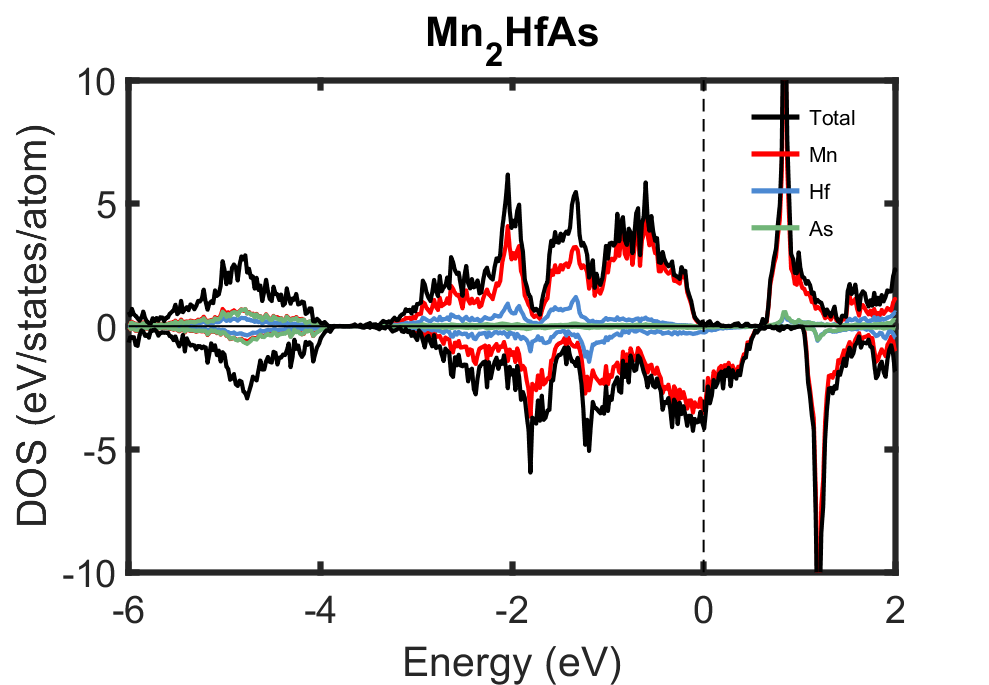 Mn2HfAs
10
5
0
-5
-10
DOS (eV/states/atom)
Total
Mn
Hf
As
-6 -4 -2 0 2
Energy (eV)